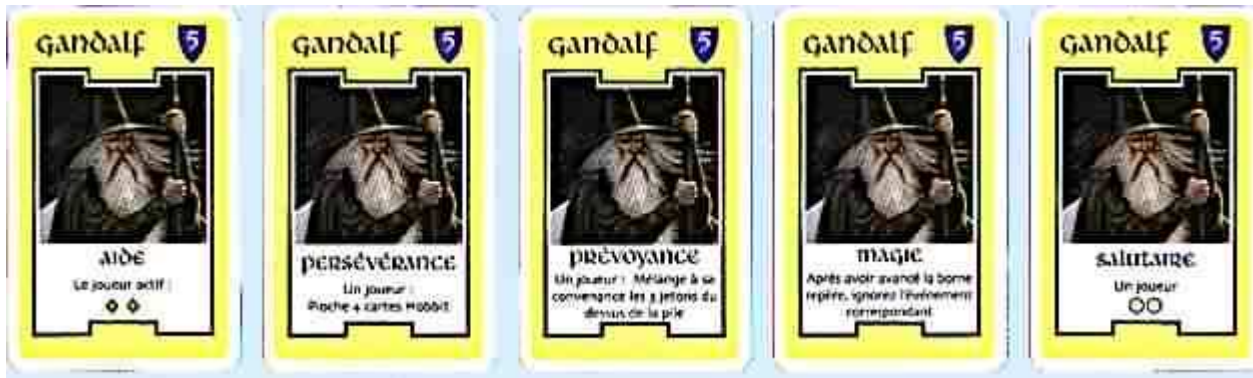 GANDALF 5
AIDE
Le joueur actif :
GANDALF 5
PERSÉVÉRANCE
Un joueur :
Pioche 4 cartes Hobbit
GANDALF 5
PRÉVOYANCE
Un joueur : Mélange à se
convenance les 3 jetons du
dessus de la pile
GANDALF 5
MAGIE
Après avoir avancé la borne
repère, ignorez l'événement
correspondant
GANDALF 5
SALUTAIRE
Un joueur